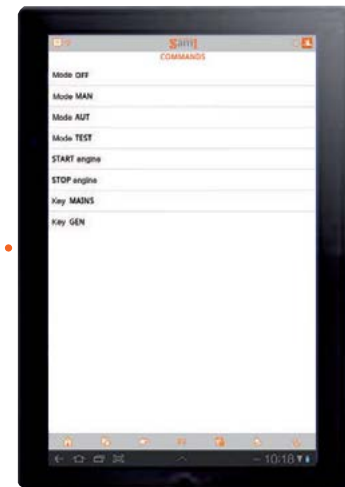 Sam1
COMMANDS
Mode OFF
Mode MAN
Mode AUT
Mode TEST
START engine
STOP engine
Key MAINS
Key GEN
10:18